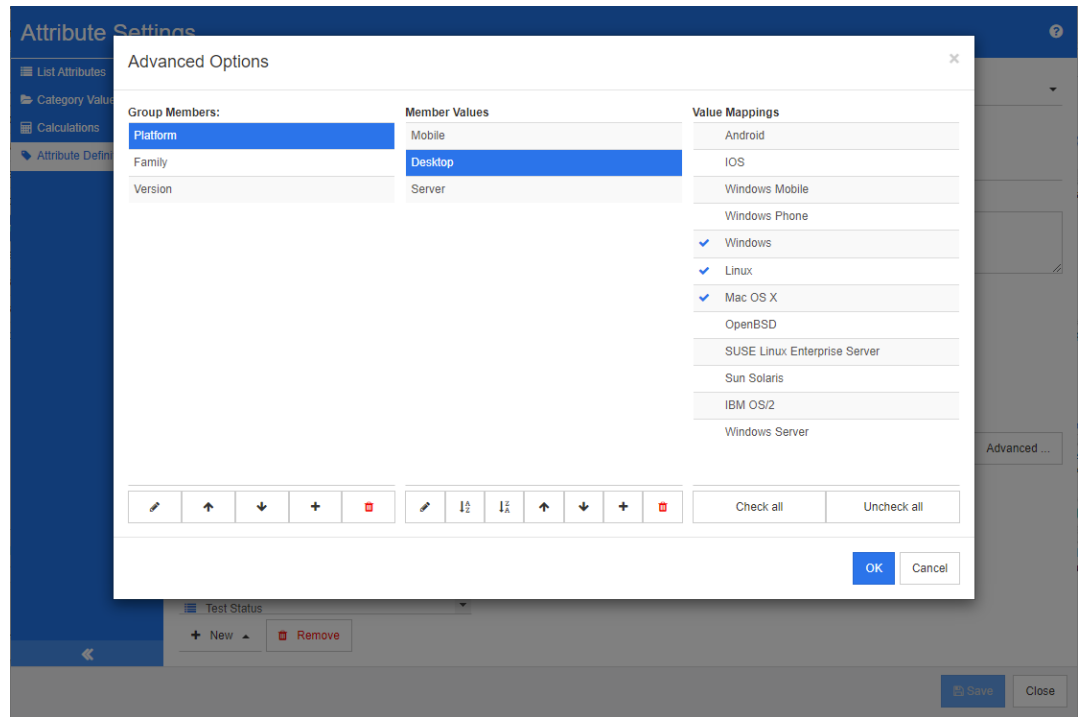 Attribute Settings
List Attributes
Category Value
Calculations
Attribute Defini
Advanced Options
×
Group Members:
Platform
Family
Version
Member Values
Mobile
Desktop
Server
Value Mappings
Android
IOS
Windows Mobile
Windows Phone
Windows
Linux
Mac OS X
OpenBSD
SUSE Linux Enterprise Server
Sun Solaris
IBM OS/2
Windows Server
Check all
Uncheck all
OK
Cancel
Advanced ...
Test Status
+ New
Remove
Save
Close